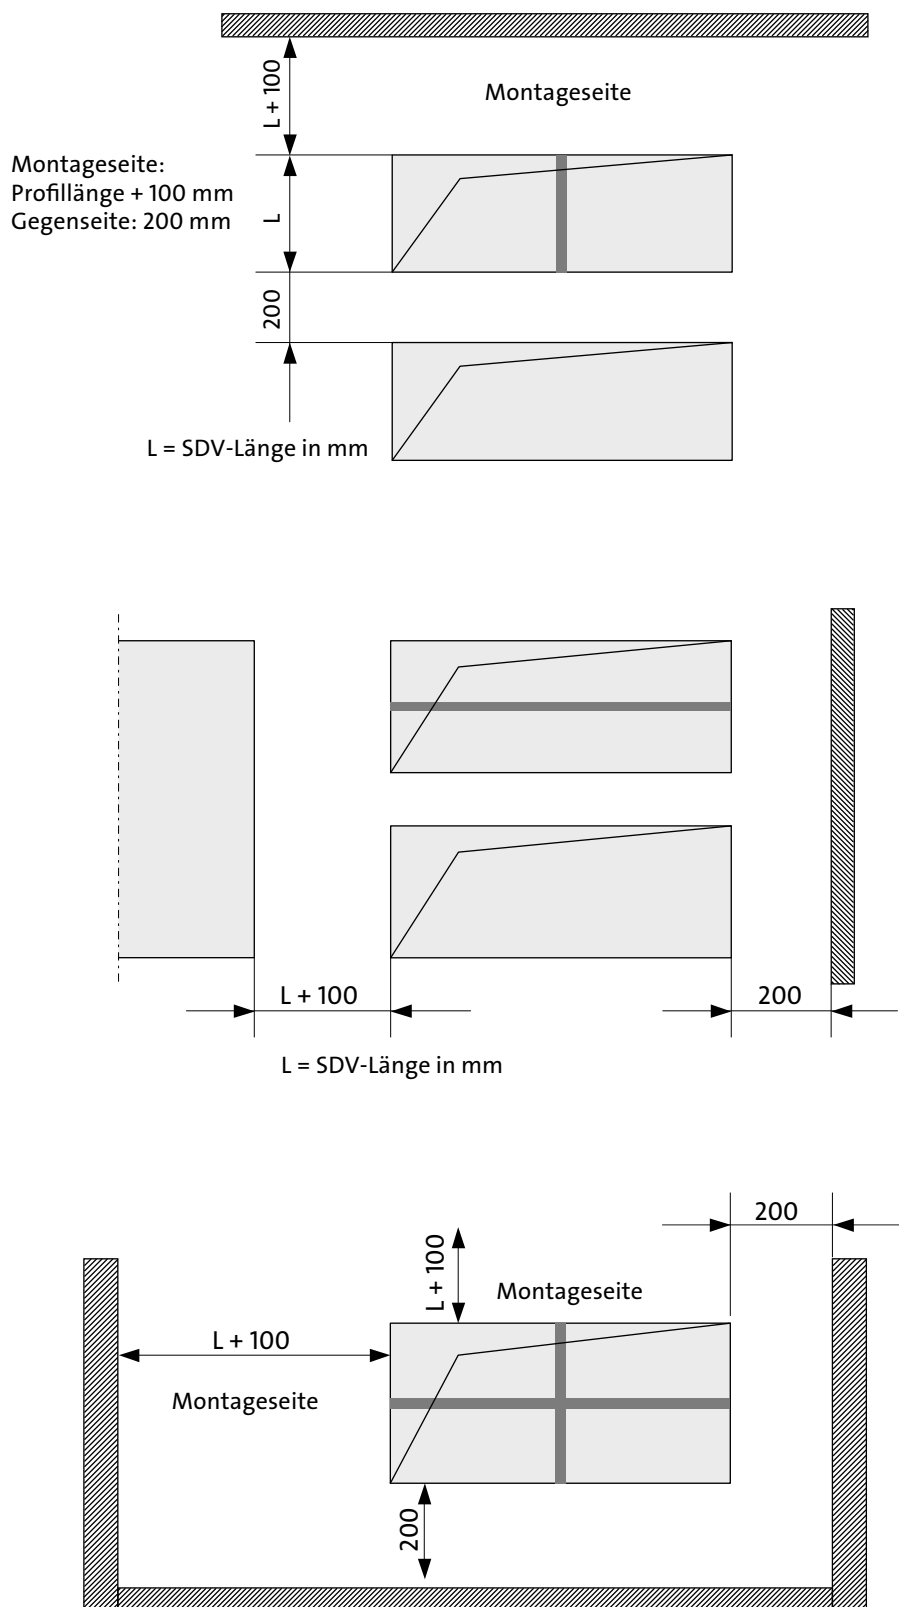 L + 100
Montageseite
Montageseite:
Profillänge + 100 mm
Gegenseite: 200 mm
L
200
L = SDV-Länge in mm
L + 100
200
L = SDV-Länge in mm
200
L + 100
Montageseite
L + 100
Montageseite
200